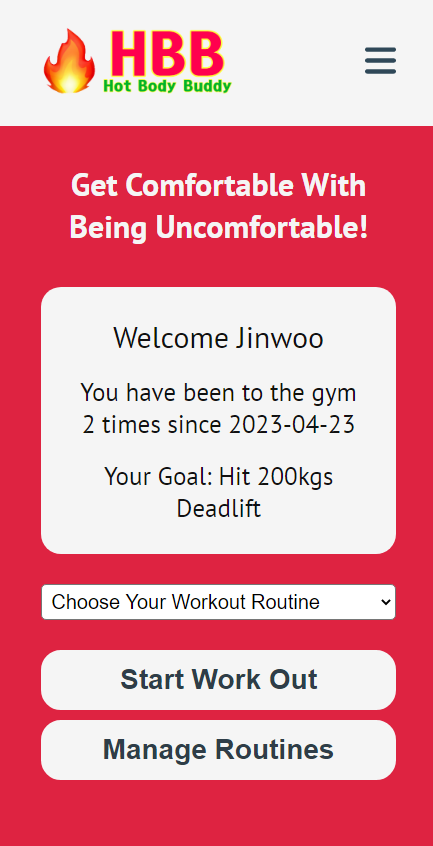 HBB
Hot Body Buddy
Get Comfortable With
Being Uncomfortable!
Welcome Jinwoo
You have been to the gym
2 times since 2023-04-23
Your Goal: Hit 200kgs
Deadlift
Choose Your Workout Routine
Start Work Out
Manage Routines